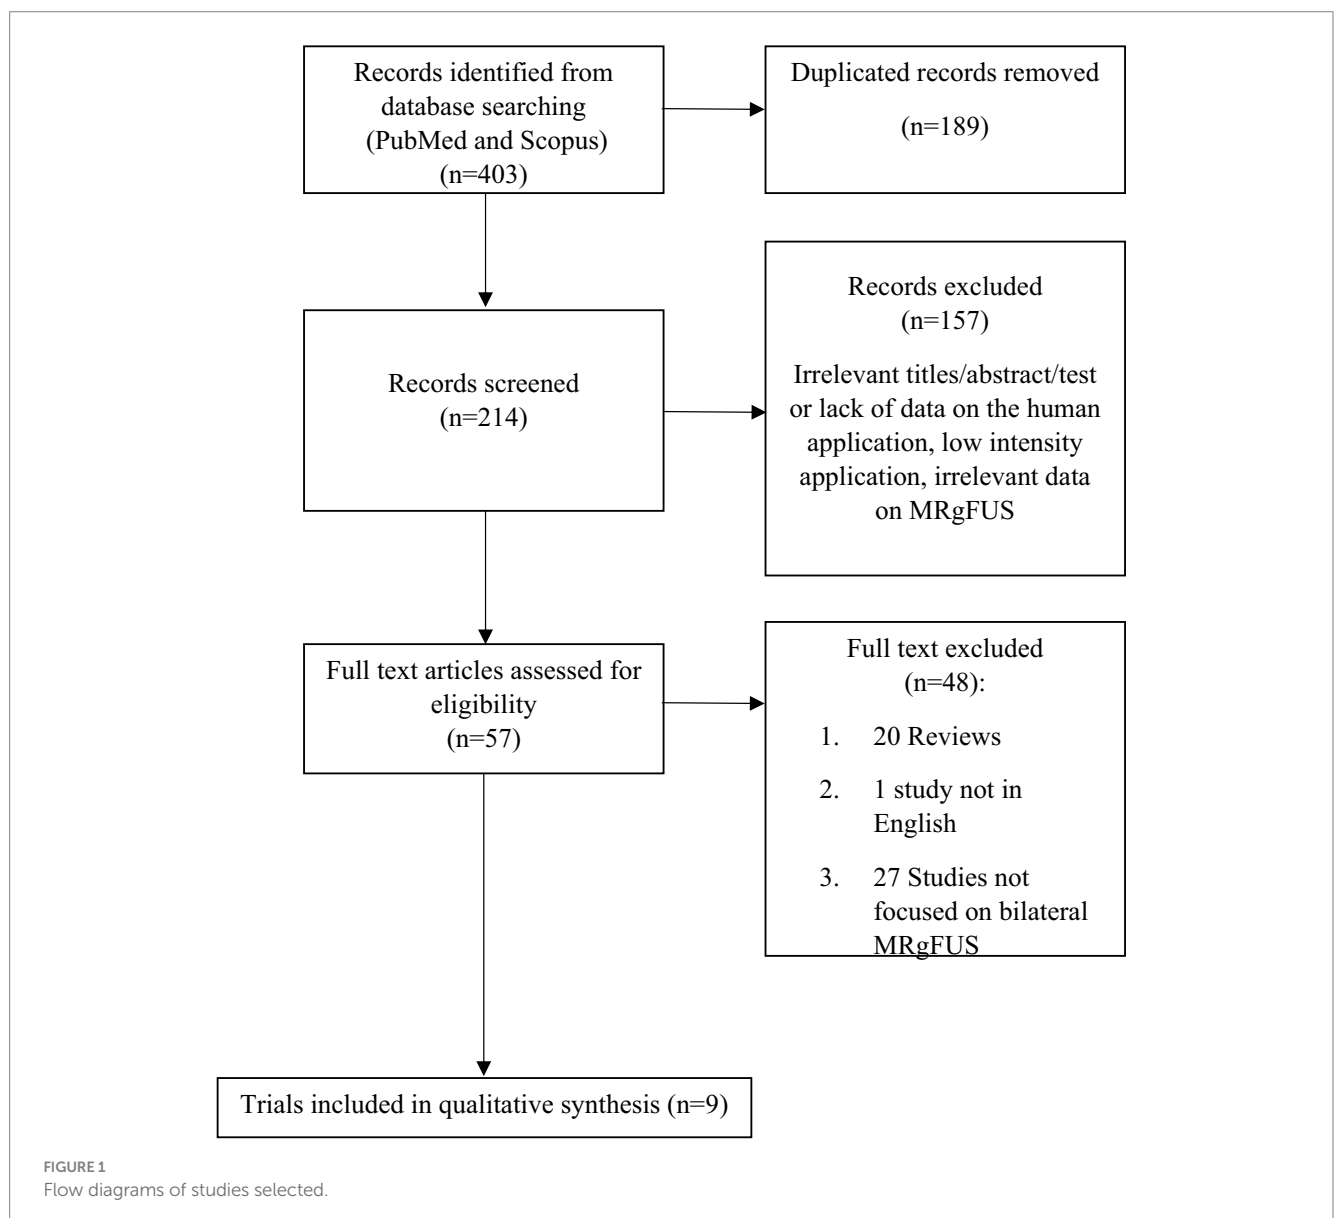 Records identified from
database searching
(PubMed and Scopus)
(n=403)
Duplicated records removed
(n=189)
Records screened
(n=214)
Records excluded
(n=157)
Irrelevant titles/abstract/test
or lack of data on the human
application, low intensity
application, irrelevant data
on MRgFUS
Full text articles assessed for
eligibility
(n=57)
Full text excluded
(n=48):
1. 20 Reviews
2. 1 study not in
English
3. 27 Studies not
focused on bilateral
MRgFUS
Trials included in qualitative synthesis (n=9)
FIGURE 1
Flow diagrams of studies selected.